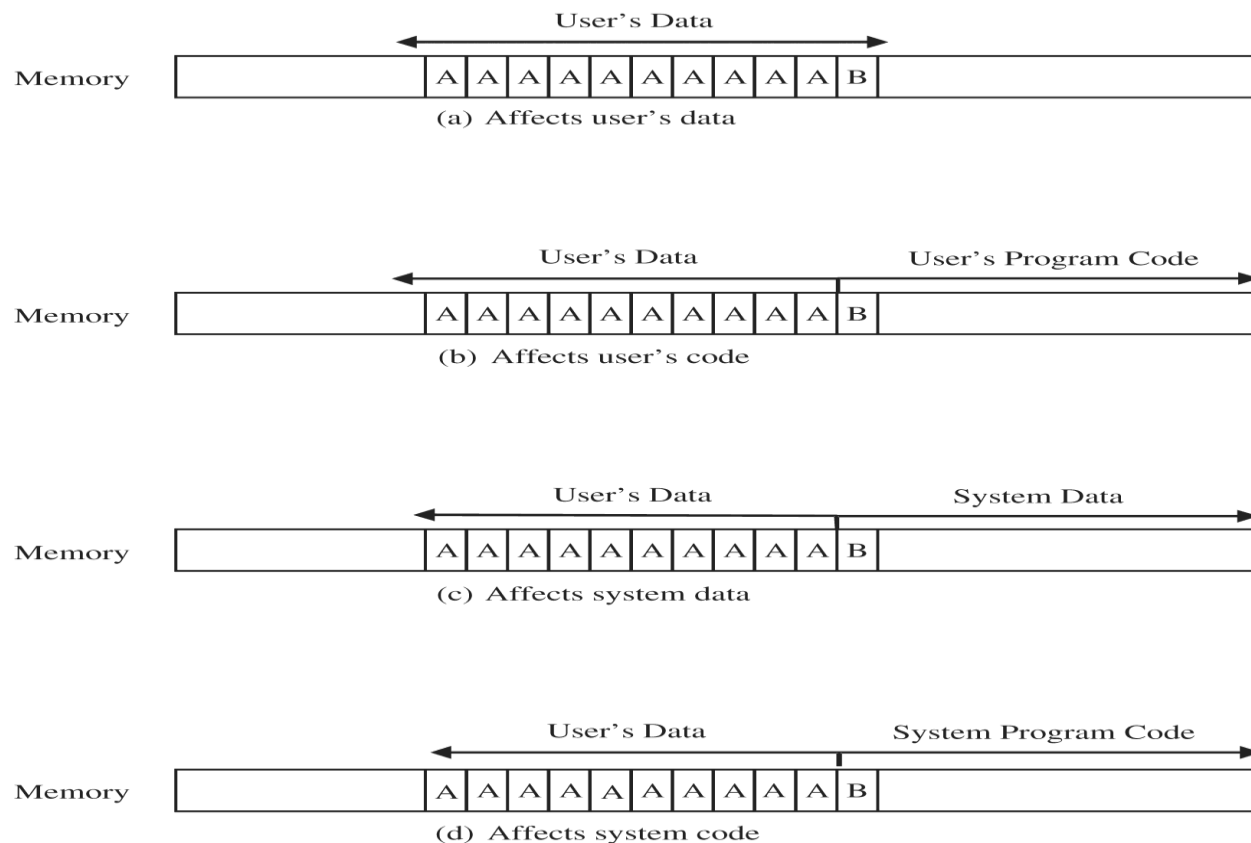 User’s Data
Memory A A A A A A A A A A B
(a) Affects user’s data
User’s Data User’s Program Code
Memory A A A A A A A A A A B
(b) Affects user’s code
User’s Data System Data
Memory A A A A A A A A A A B
(c) Affects system data
User’s Data System Program Code
Memory A A A A A A A A A A B
(d) Affects system code